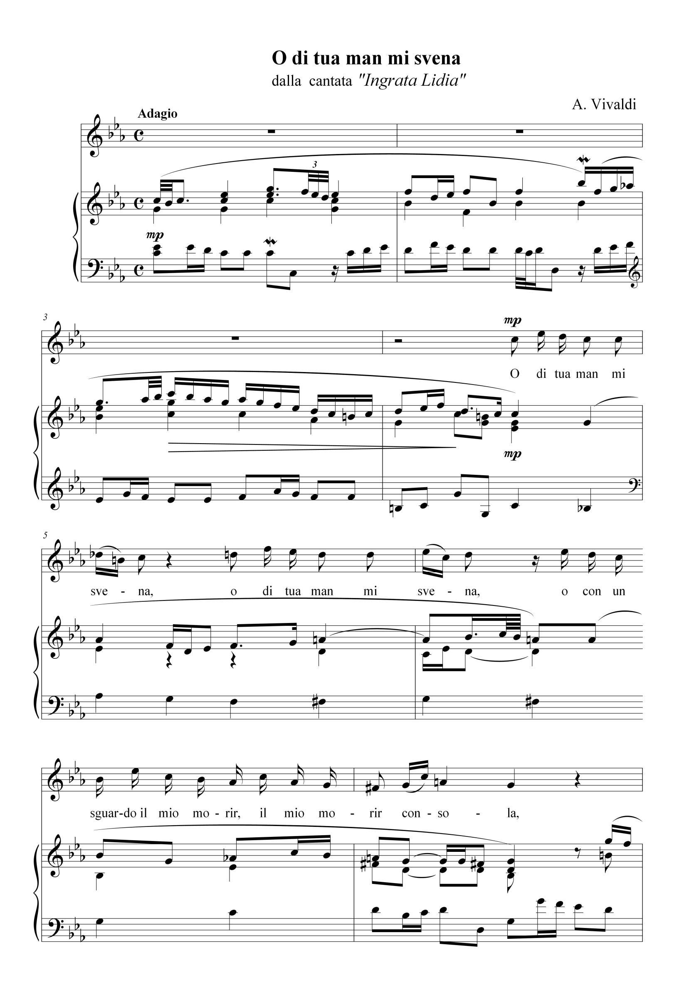 O di tua man mi svena
dalla cantata "Ingrata Lidia"
A. Vivaldi
Adagio
3
mp
3
mp
O di tua man mi
mp
5
sve - na, o di tua man mi sve - na, o con un
sguar-do il mio mo - rir, il mio mo - rir con - so - la,